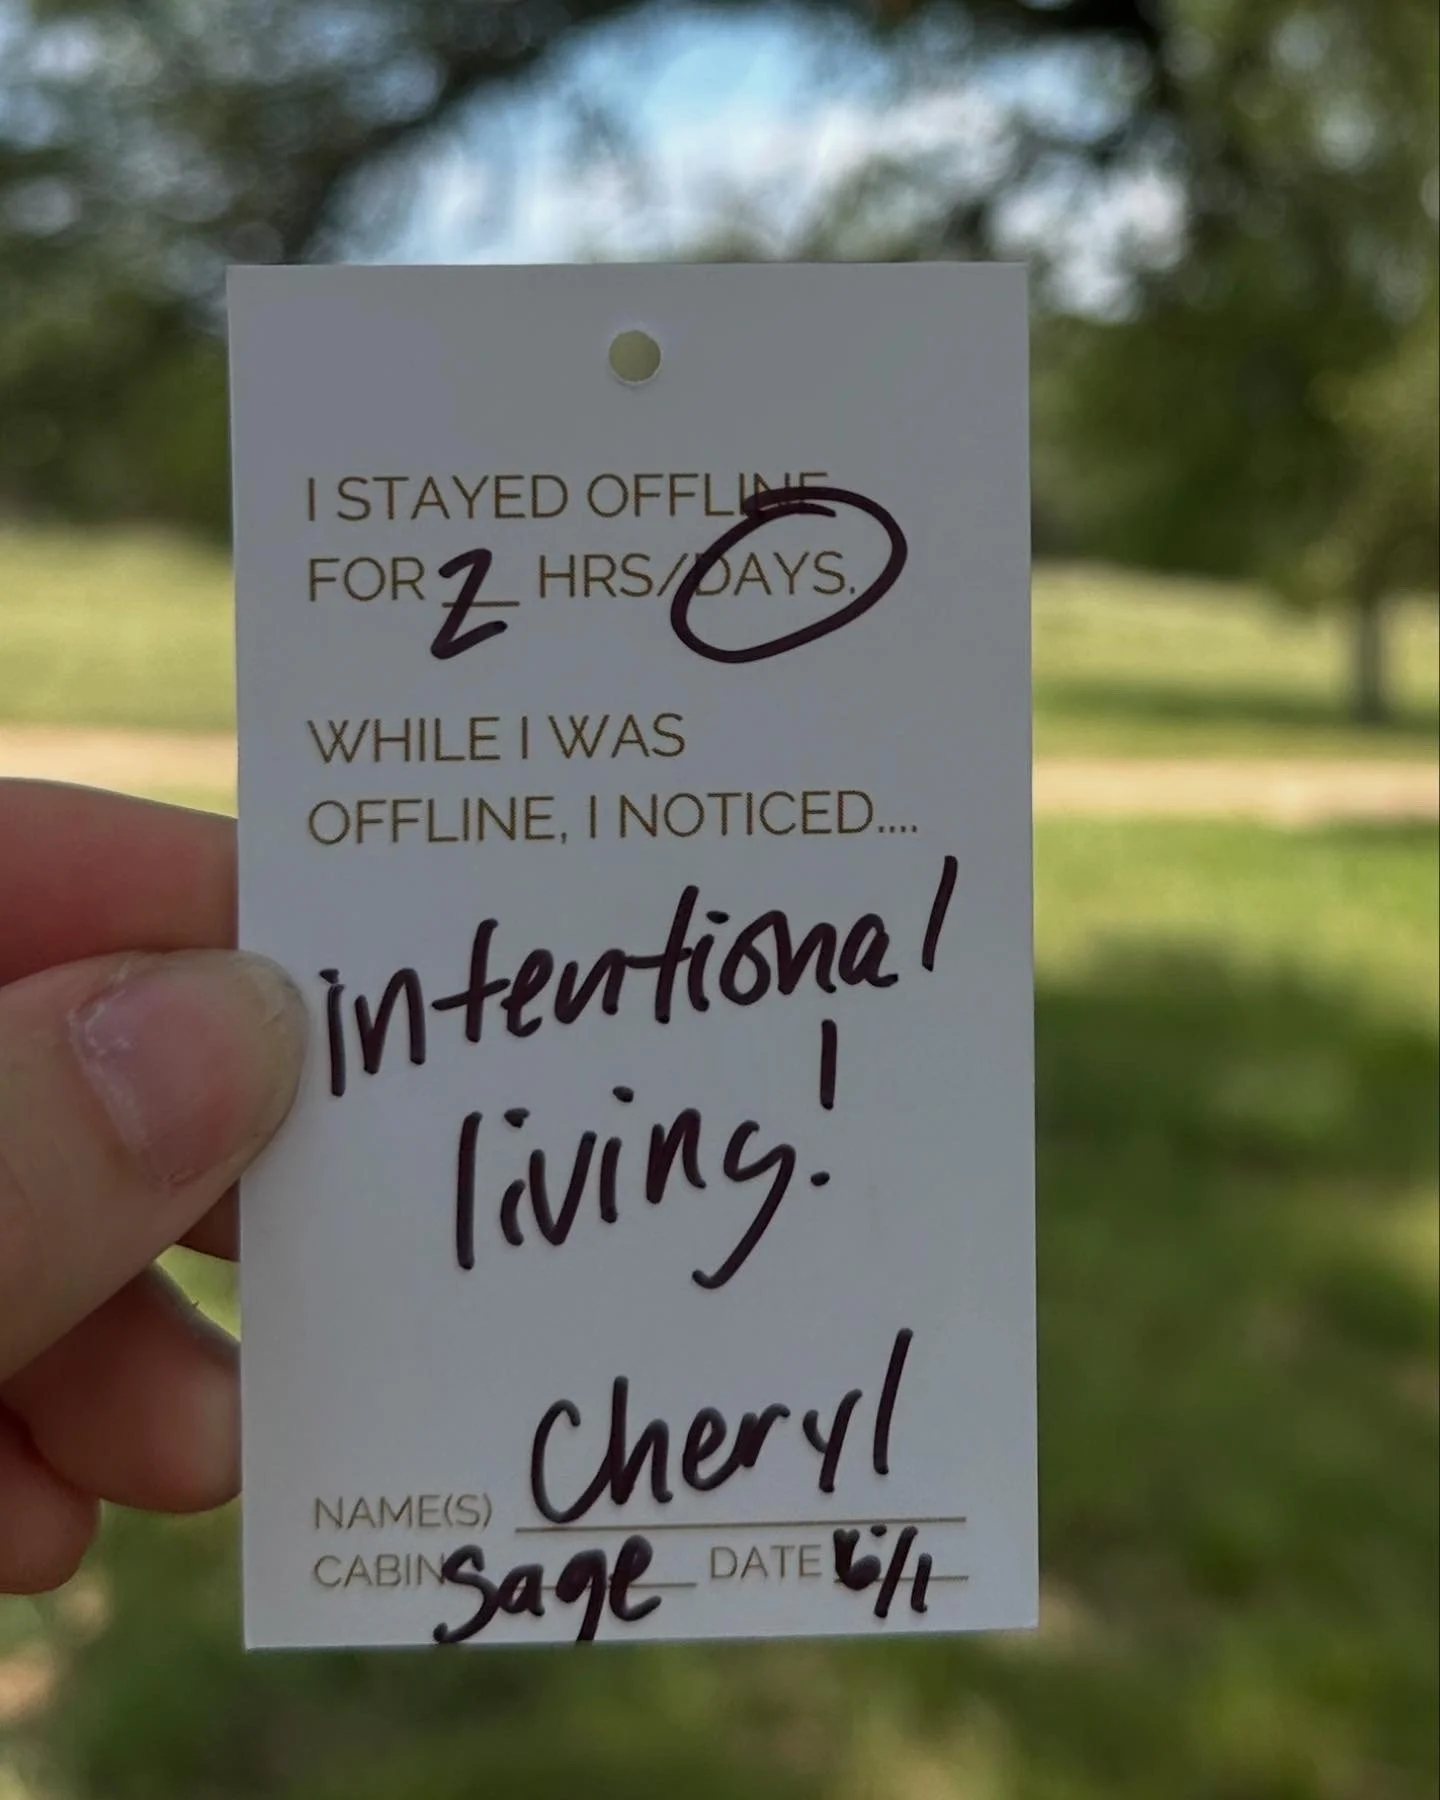 I STAYED OFFLINE
FOR 2 HRS/DAYS.
WHILE I WAS
OFFLINE, I NOTICED....
intentional
living!
NAME(S) Cheryl
CABIN Sage DATE 6/1